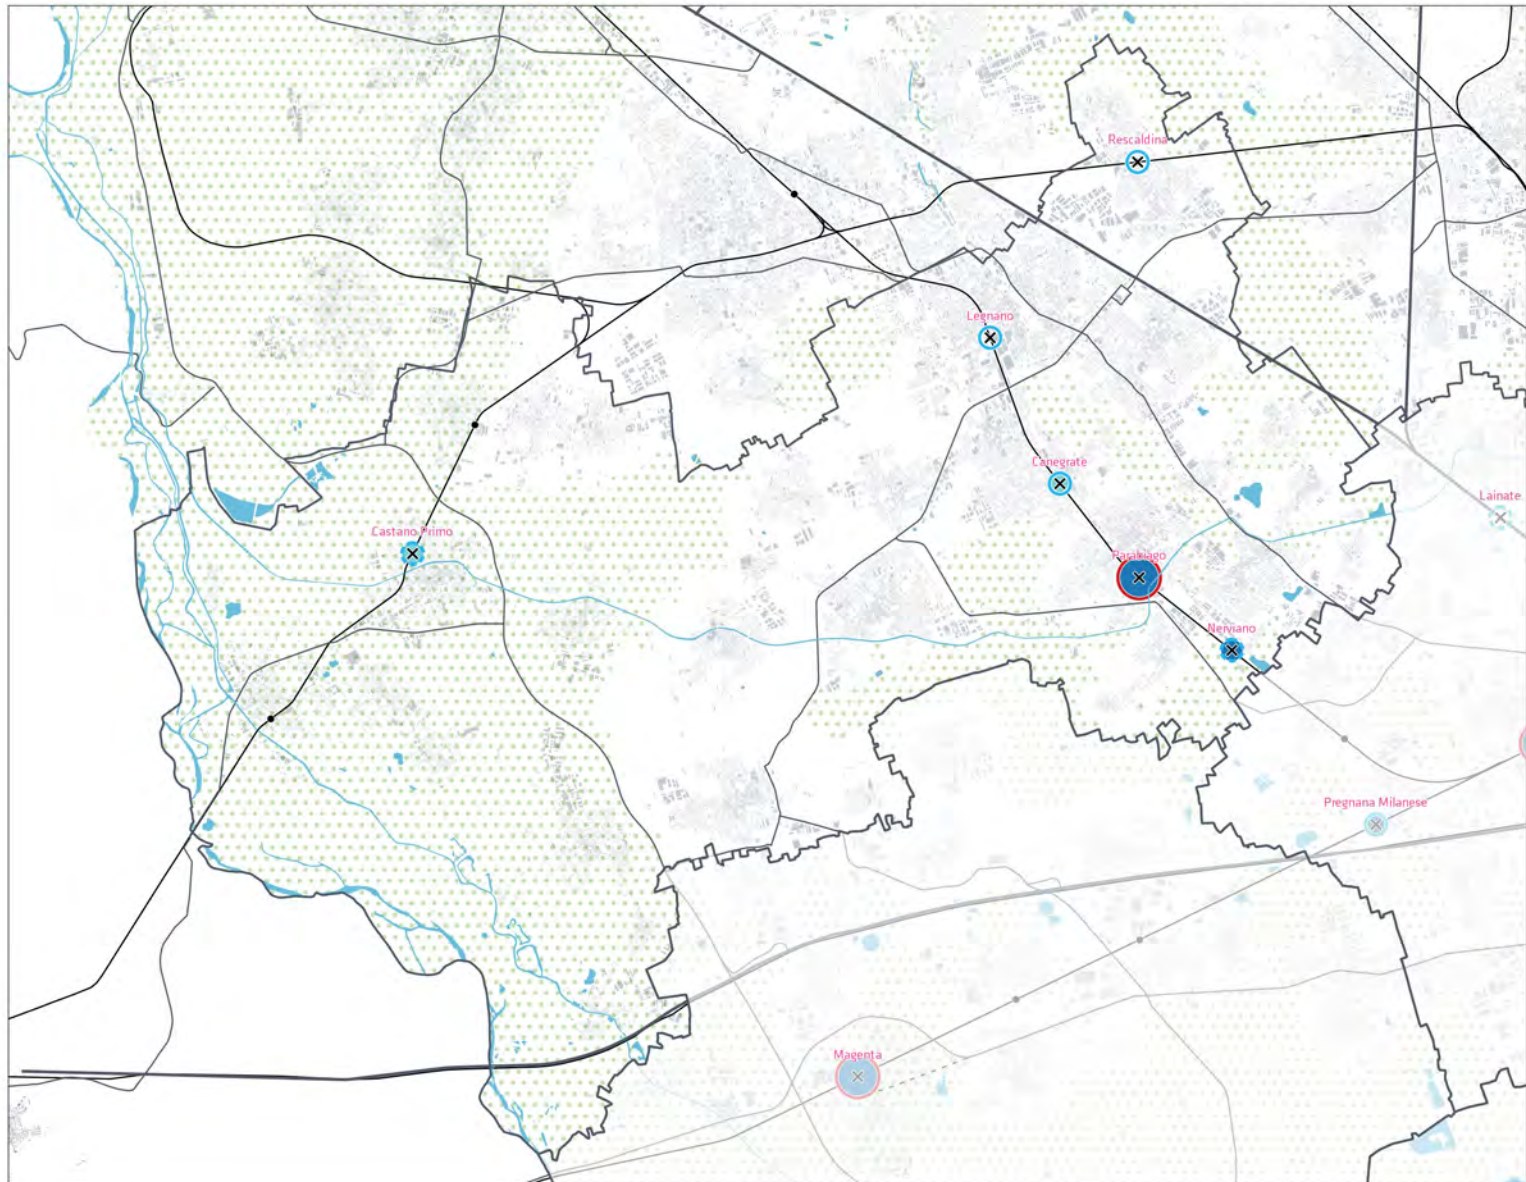 Rescaldina
Legnano
Canegrate
Lainate
Castano Primo
Parabiago
Nerviano
Pregnana Milanese
Magenta